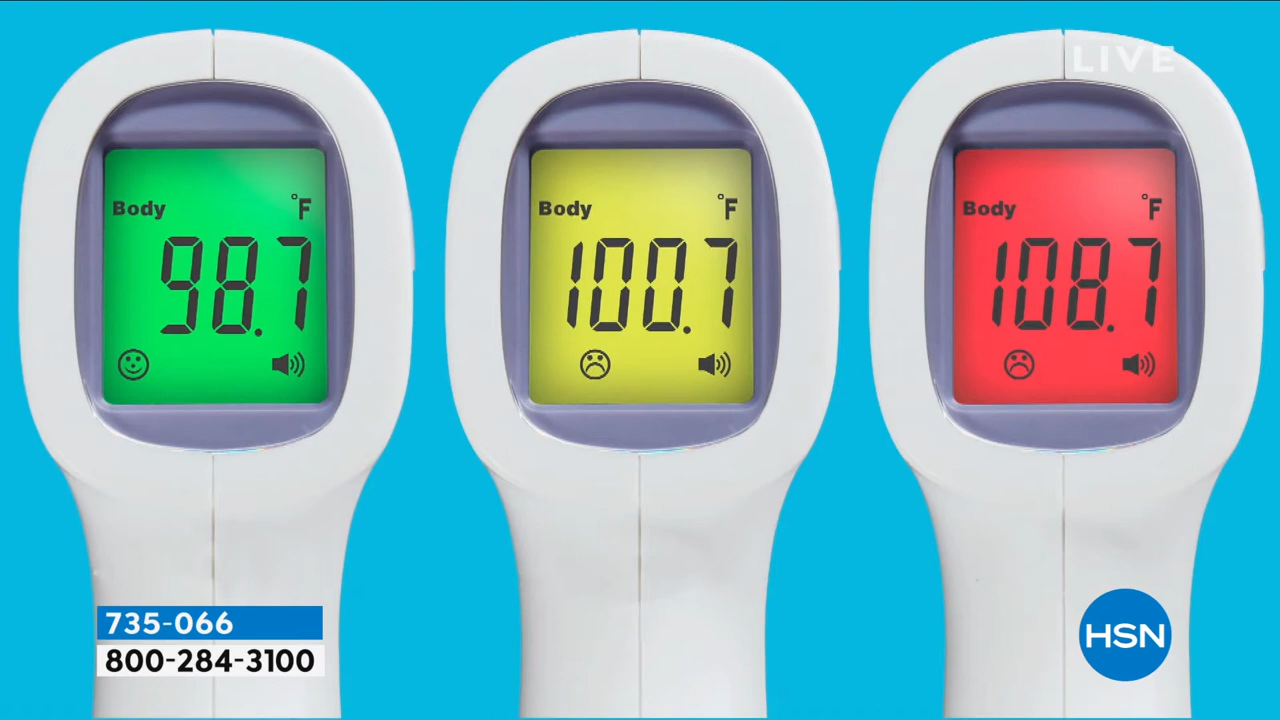 LIVE
Body °F
98.7
Body °F
100.7
Body °F
108.7
735-066
800-284-3100
HSN